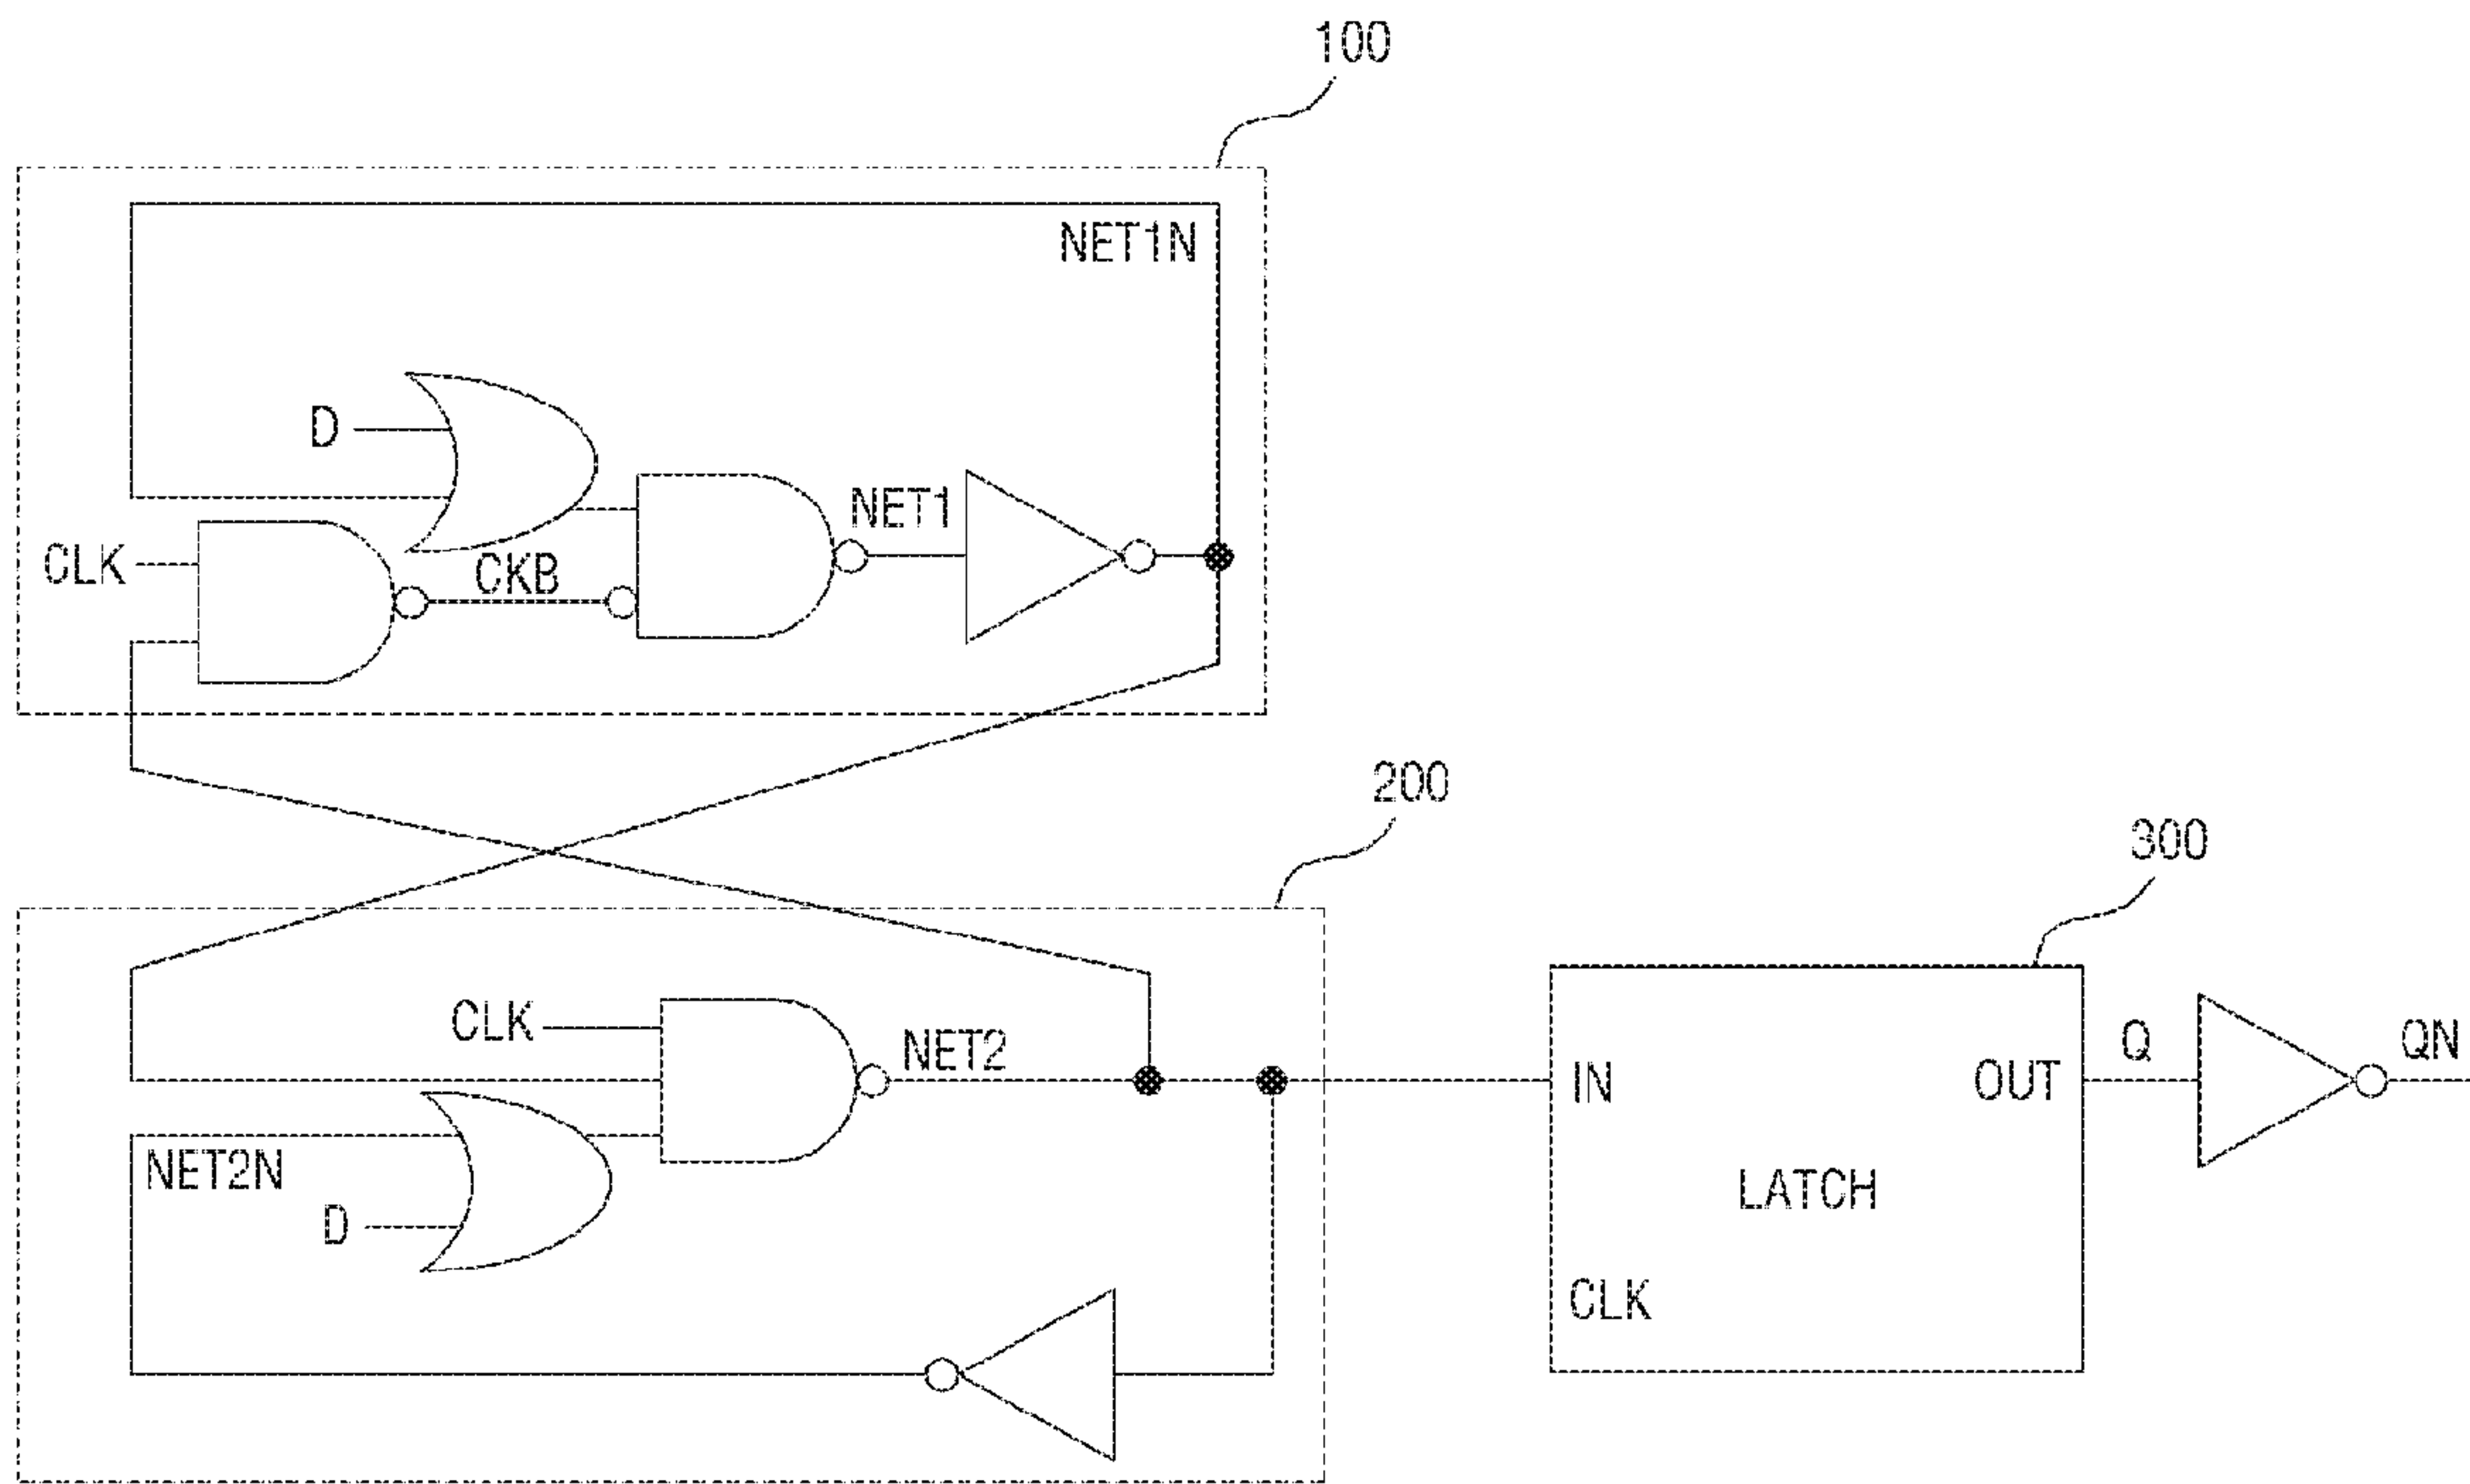 100
NET1N
D
NET1
CLK
CKB
200
300
CLK
NET2
Q
QN
IN
OUT
NET2N
LATCH
D
CLK